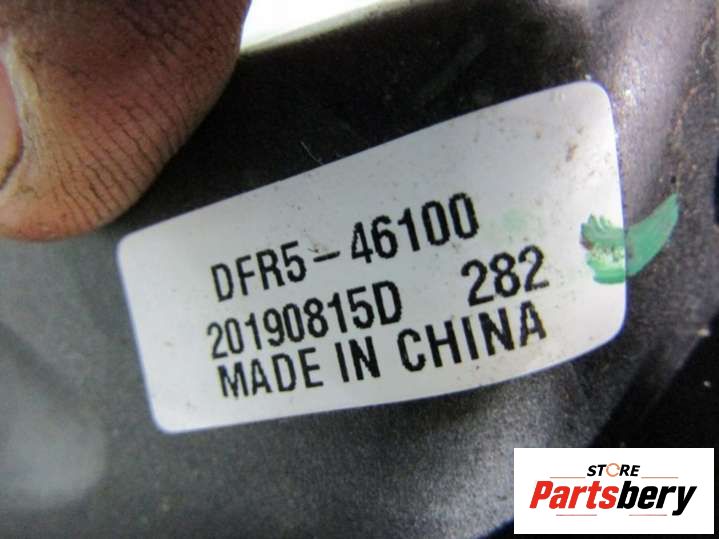 DFR5-46100
20190815D 282
MADE IN CHINA
STORE
Partsbery